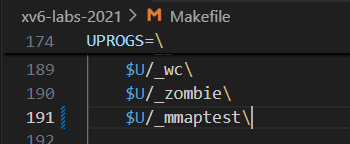 xv6-labs-2021 > Makefile
174 UPROGS=\
189 $U/_wc\
190 $U/_zombie\
191 $U/_mmaptest\
192